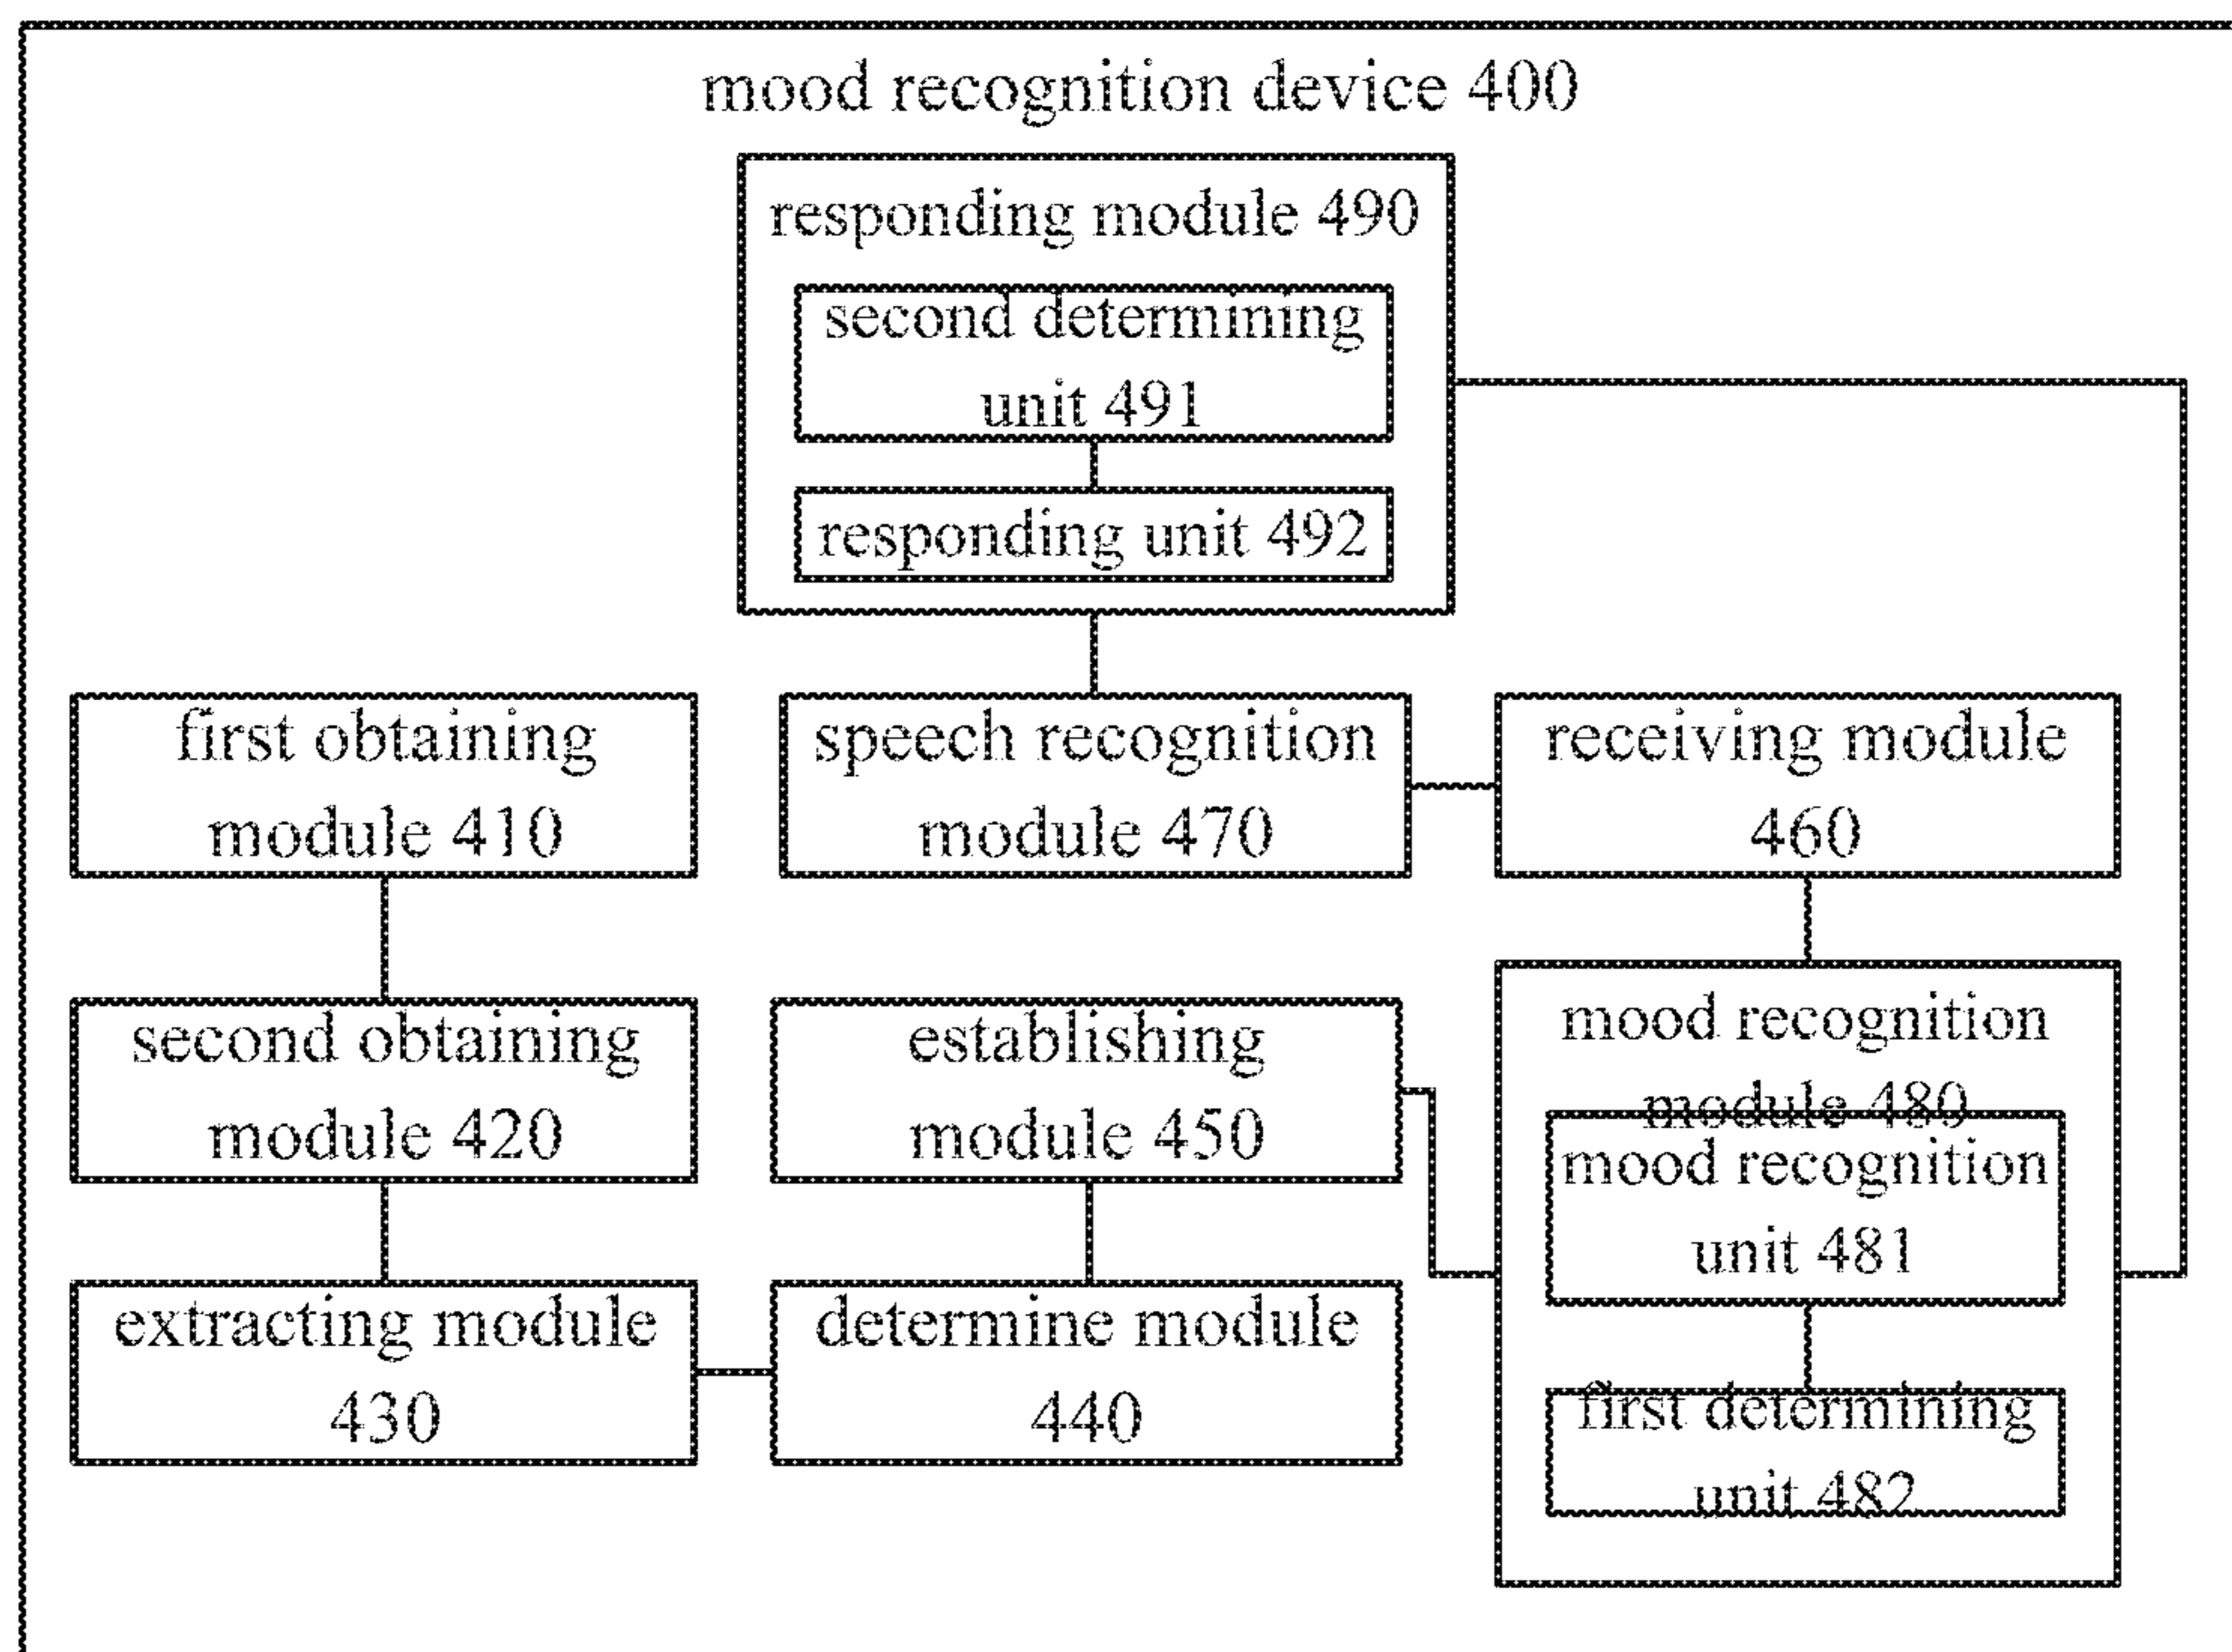 mood recognition device 400
responding module 490
second determining
unit 491
responding unit 492
first obtaining
module 410
speech recognition
module 470
receiving module
460
second obtaining
module 420
establishing
module 450
mood recognition
module 480
mood recognition
unit 481
extracting module
430
determine module
440
first determining
unit 482